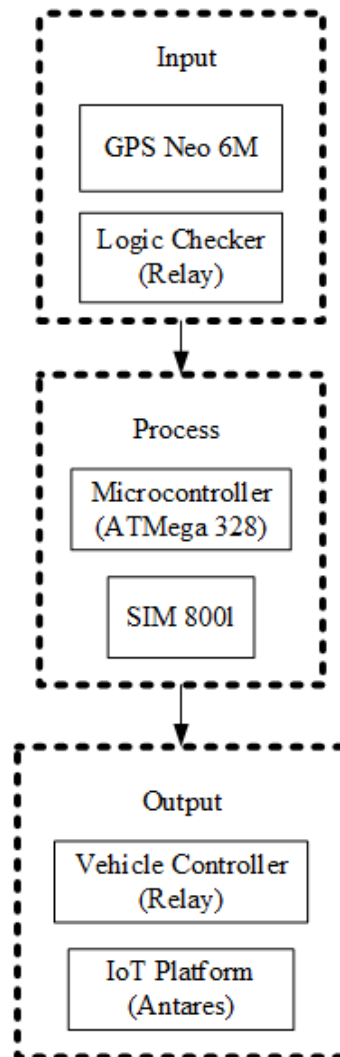 Input
GPS Neo 6M
Logic Checker
(Relay)
Process
Microcontroller
(ATMega 328)
SIM 800l
Output
Vehicle Controller
(Relay)
IoT Platform
(Antares)